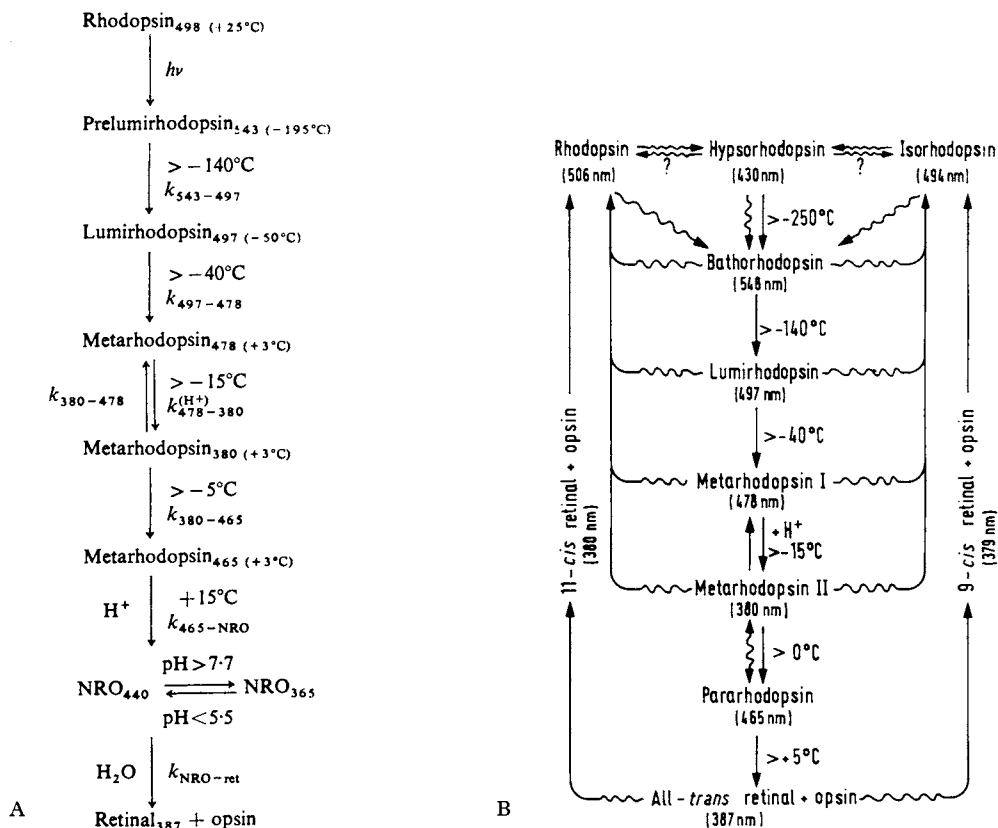 Rhodopsin498 (+25°C)
hν
Prelumirhodopsin543 (−195°C)
> −140°C
k543−497
Lumirhodopsin497 (−50°C)
> −40°C
k497−478
Metarhodopsin478 (+3°C)
k380−478
> −15°C
k(H+)478−380
Metarhodopsin380 (+3°C)
> −5°C
k380−465
Metarhodopsin465 (+3°C)
H+
+15°C
k465−NRO
pH>7·7
NRO440
NRO365
pH<5·5
H2O
kNRO−ret
Retinal387 + opsin
A
Rhodopsin
(506 nm)
?
Hypsorhodopsin
(430 nm)
?
Isorhodopsin
(494 nm)
>-250°C
Bathorhodopsin
(548 nm)
>-140°C
Lumirhodopsin
(497 nm)
>-40°C
Metarhodopsin I
(478 nm)
+ H+
>-15°C
Metarhodopsin II
(380 nm)
> 0°C
Pararhodopsin
(465 nm)
>+5°C
All-trans retinal + opsin
(387 nm)
11-cis retinal + opsin
(380 nm)
9-cis retinal + opsin
(379 nm)
B